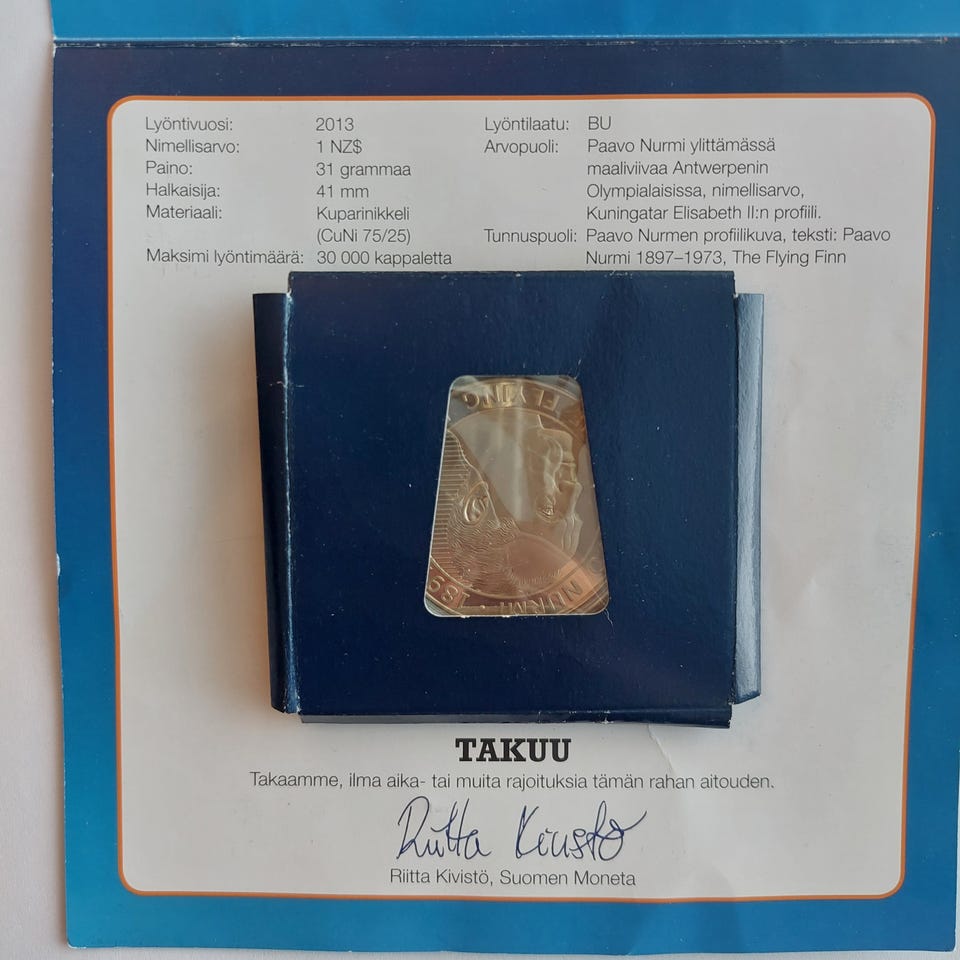 Lyöntivuosi: 2013
Nimellisarvo: 1 NZ$
Paino: 31 grammaa
Halkaisija: 41 mm
Materiaali: Kuparinikkeli
(CuNi 75/25)
Maksimi lyöntimäärä: 30 000 kappaletta
Lyöntilaatu: BU
Arvopuoli: Paavo Nurmi ylittämässä
maaliviivaa Antwerpenin
Olympialaisissa, nimellisarvo,
Kuningatar Elisabeth II:n profiili.
Tunnuspuoli: Paavo Nurmen profiilikuva, teksti: Paavo
Nurmi 1897–1973, The Flying Finn
FLYING
NURMI · 189
TAKUU
Takaamme, ilma aika- tai muita rajoituksia tämän rahan aitouden.
Riitta Kivistö
Riitta Kivistö, Suomen Moneta